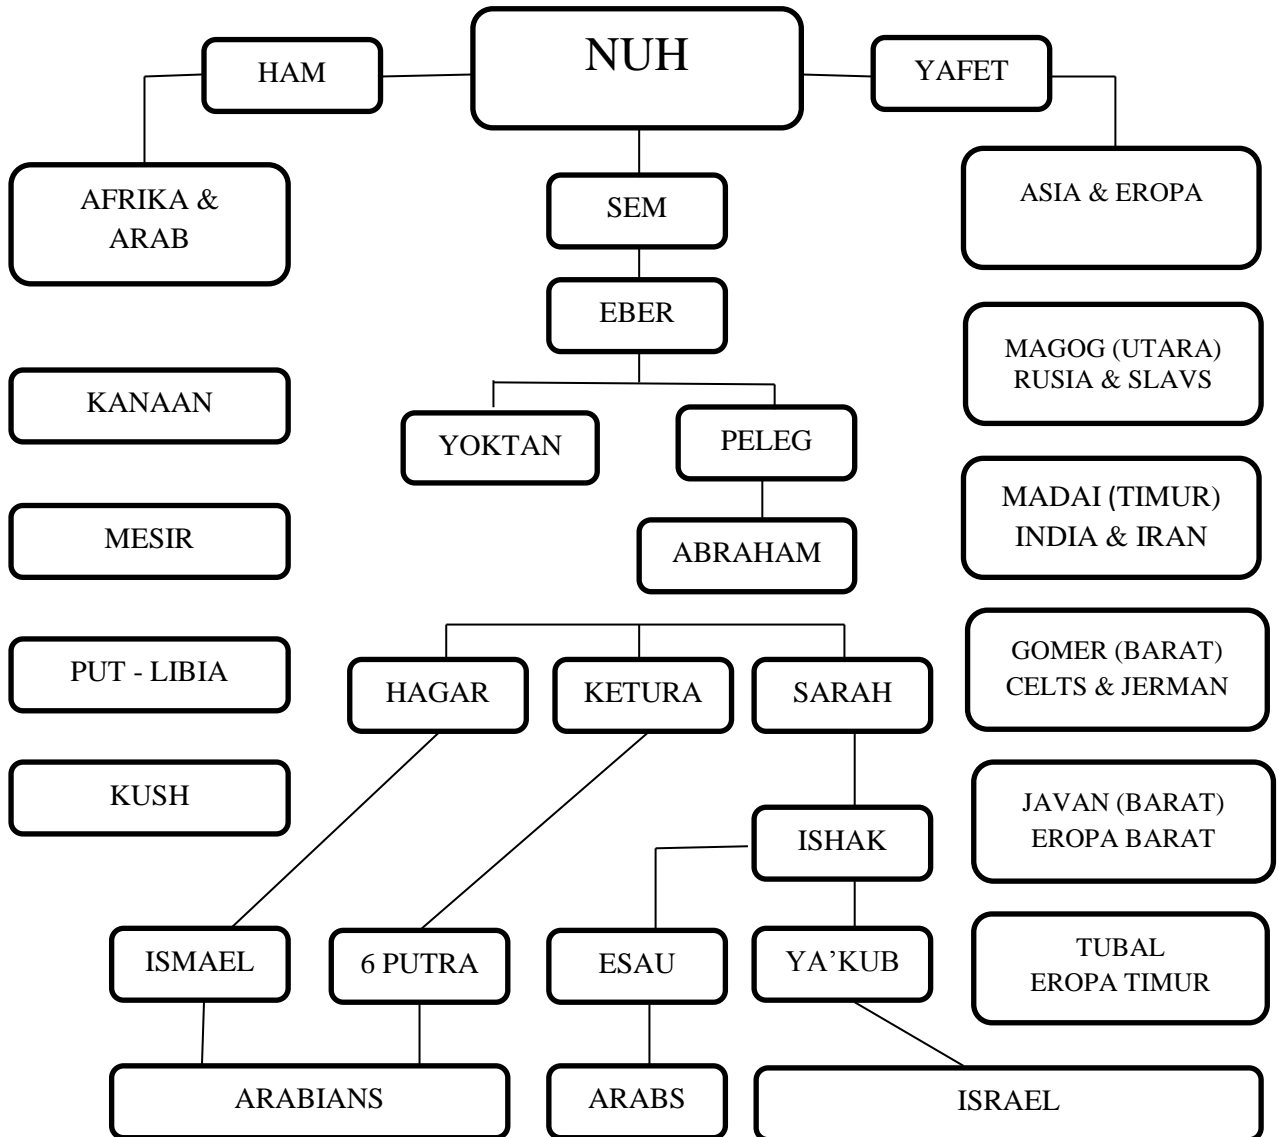 NUH
HAM
YAFET
AFRIKA &
ARAB
SEM
ASIA & EROPA
EBER
MAGOG (UTARA)
RUSIA & SLAVS
KANAAN
YOKTAN
PELEG
MADAI (TIMUR)
INDIA & IRAN
MESIR
ABRAHAM
GOMER (BARAT)
CELTS & JERMAN
PUT - LIBIA
HAGAR
KETURA
SARAH
KUSH
JAVAN (BARAT)
EROPA BARAT
ISHAK
ISMAEL
6 PUTRA
ESAU
YA’KUB
TUBAL
EROPA TIMUR
ARABIANS
ARABS
ISRAEL